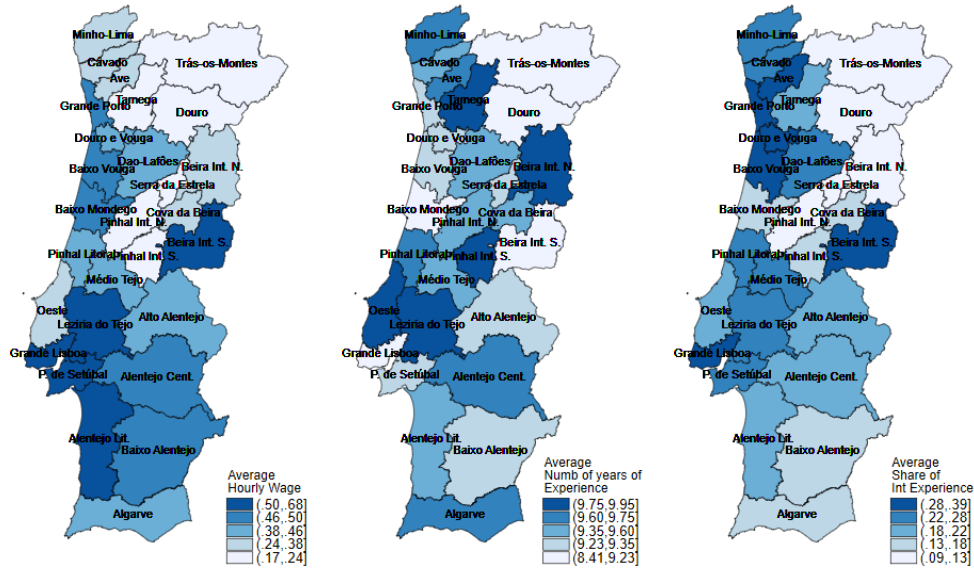 Minho-Lima
Cávado
Ave
Trás-os-Montes
Tamega
Grande Porto
Douro
Douro e Vouga
Dao-Lafões
Baixo Vouga
Beira Int. N.
Serra da Estrela
Baixo Mondego
Cova da Beira
Pinhal Int. N.
Beira Int. S.
Pinhal Litoral
Pinhal Int. S.
Médio Tejo
Oeste
Alto Alentejo
Leziria do Tejo
Grande Lisboa
P. de Setúbal
Alentejo Cent.
Alentejo Lit.
Baixo Alentejo
Algarve
Average
Hourly Wage
(.50,.68]
(.46,.50]
(.38,.46]
(.24,.38]
(.17,.24]
Minho-Lima
Cávado
Ave
Trás-os-Montes
Tamega
Grande Porto
Douro
Douro e Vouga
Dao-Lafões
Baixo Vouga
Beira Int. N.
Serra da Estrela
Baixo Mondego
Cova da Beira
Pinhal Int. N.
Beira Int. S.
Pinhal Litoral
Pinhal Int. S.
Médio Tejo
Oeste
Alto Alentejo
Leziria do Tejo
Grande Lisboa
P. de Setúbal
Alentejo Cent.
Alentejo Lit.
Baixo Alentejo
Algarve
Average
Numb of years of
Experience
(9.75,9.95]
(9.60,9.75]
(9.35,9.60]
(9.23,9.35]
(8.41,9.23]
Minho-Lima
Cávado
Ave
Trás-os-Montes
Tamega
Grande Porto
Douro
Douro e Vouga
Dao-Lafões
Baixo Vouga
Beira Int. N.
Serra da Estrela
Baixo Mondego
Cova da Beira
Pinhal Int. N.
Beira Int. S.
Pinhal Litoral
Pinhal Int. S.
Médio Tejo
Oeste
Alto Alentejo
Leziria do Tejo
Grande Lisboa
P. de Setúbal
Alentejo Cent.
Alentejo Lit.
Baixo Alentejo
Algarve
Average
Share of
Int Experience
(.28,.39]
(.22,.28]
(.18,.22]
(.13,.18]
(.09,.13]